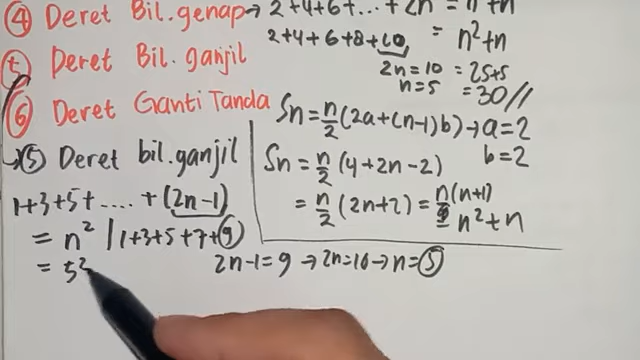 ④ Deret Bil. genap → 2+4+6+...+2n = n²+n
2+4+6+8+10 = n²+n
2n=10 = 25+5
n=5 = 30//
⑤ Deret Bil. ganjil
⑥ Deret Ganti Tanda
Sn = n/2 (2a+(n-1)b) → a=2
b=2
Sn = n/2 (4+2n-2)
= n/2 (2n+2) = n(n+1)
= n²+n
→ ⑤ Deret bil. ganjil
1+3+5+ .... + (2n-1)
= n² | 1+3+5+7+⑨
= 5²
2n-1=9 → 2n=10 → n=⑤